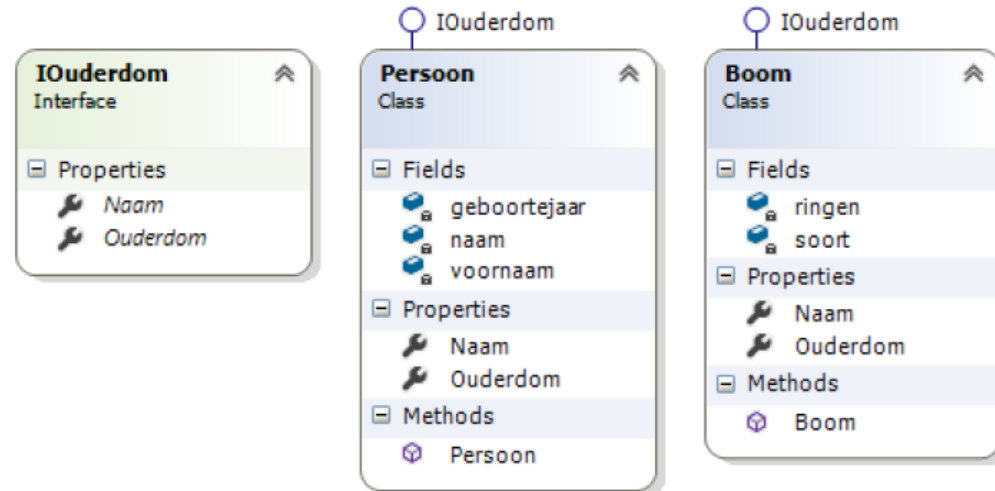 IOuderdom
Interface
Properties
Naam
Ouderdom
IOuderdom
Persoon
Class
Fields
geboortejaar
naam
voornaam
Properties
Naam
Ouderdom
Methods
Persoon
IOuderdom
Boom
Class
Fields
ringen
soort
Properties
Naam
Ouderdom
Methods
Boom